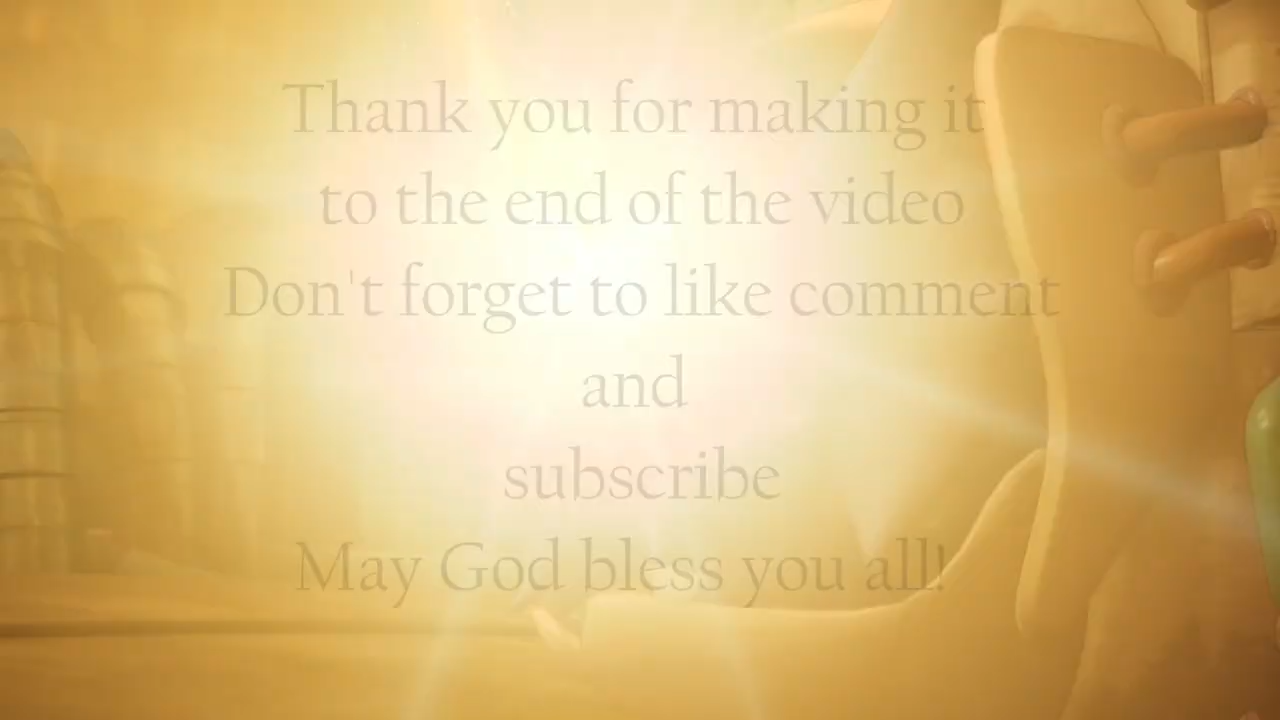 Thank you for making it
to the end of the video
Don't forget to like comment
and
subscribe
May God bless you all!